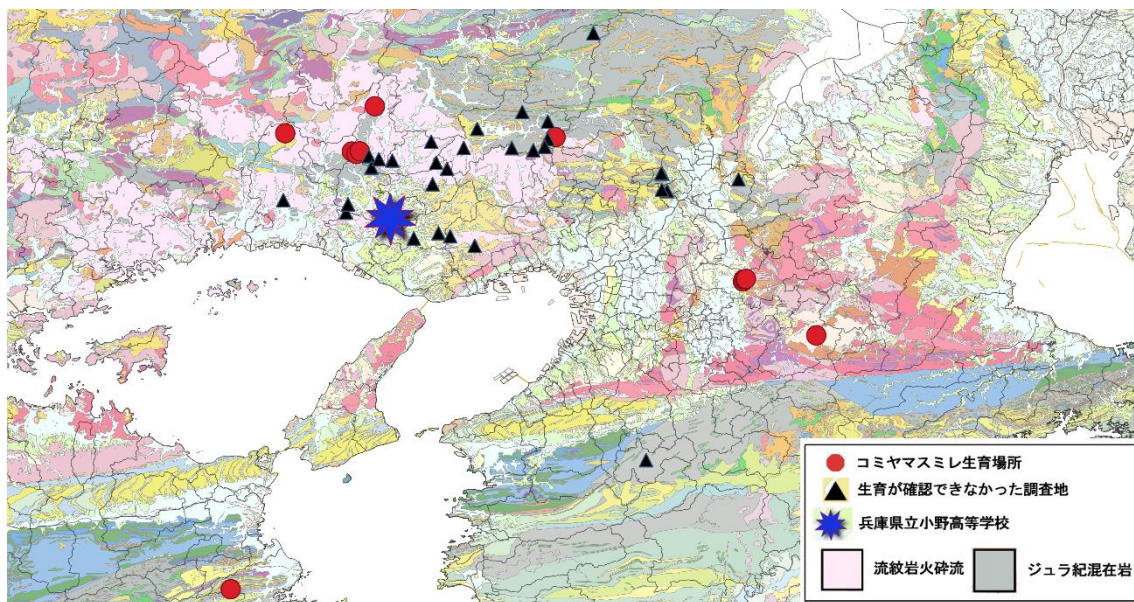 コミヤマスミレ生育場所
生育が確認できなかった調査地
兵庫県立小野高等学校
流紋岩火砕流
ジュラ紀混在岩